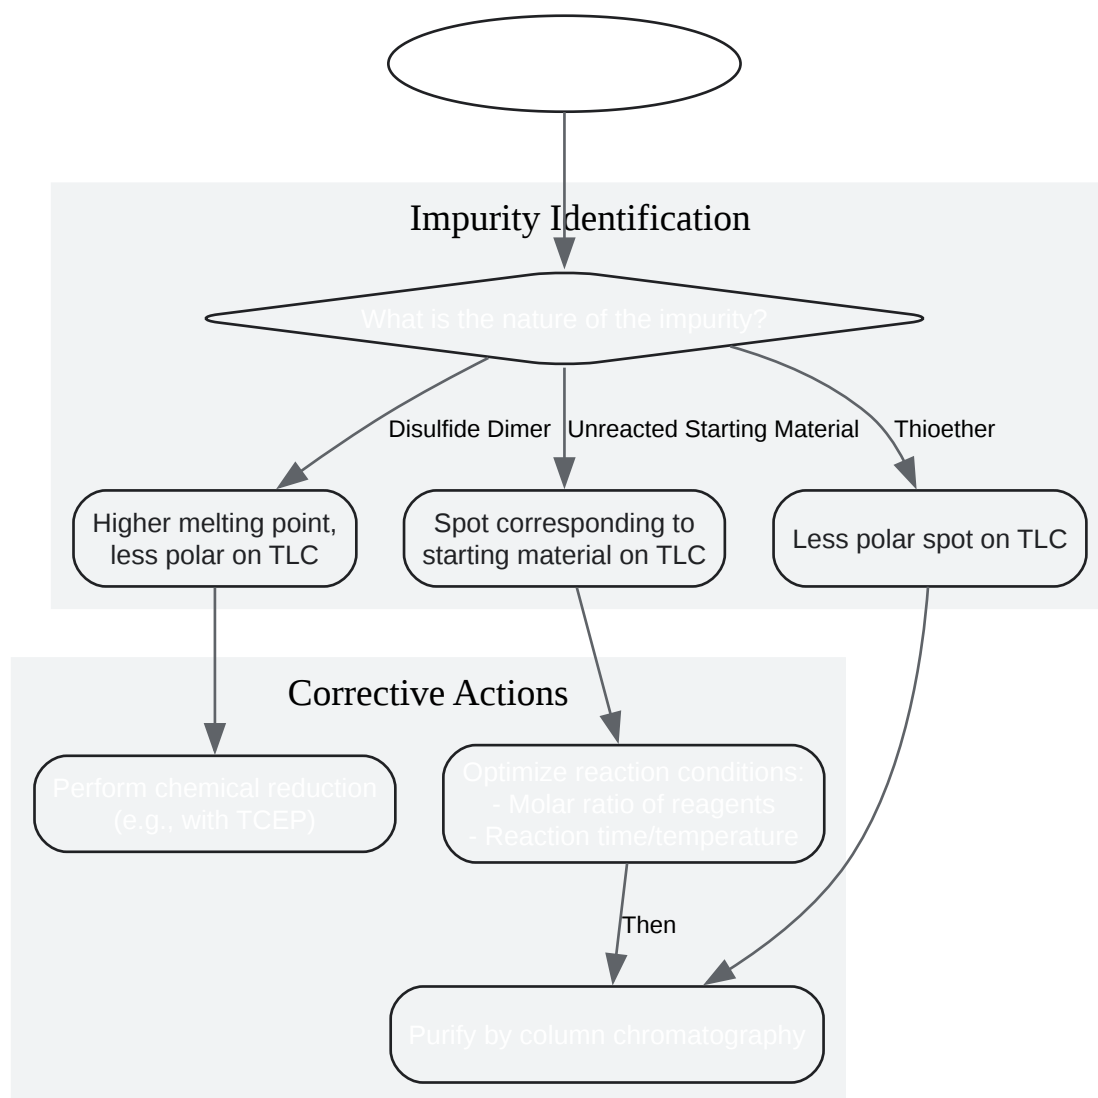 Impurity Identification
What is the nature of the impurity?
Disulfide Dimer
Unreacted Starting Material
Thioether
Higher melting point,
less polar on TLC
Spot corresponding to
starting material on TLC
Less polar spot on TLC
Corrective Actions
Perform chemical reduction
(e.g., with TCEP)
Optimize reaction conditions:
- Molar ratio of reagents
- Reaction time/temperature
Then
Purify by column chromatography